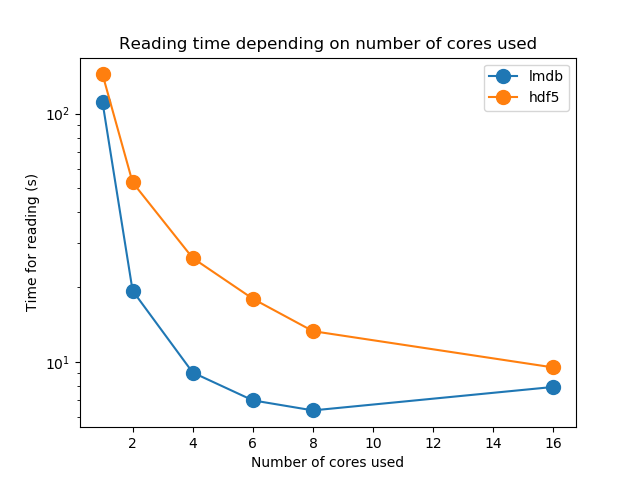 Reading time depending on number of cores used
lmdb
hdf5
Time for reading (s)
10²
10¹
2 4 6 8 10 12 14 16
Number of cores used